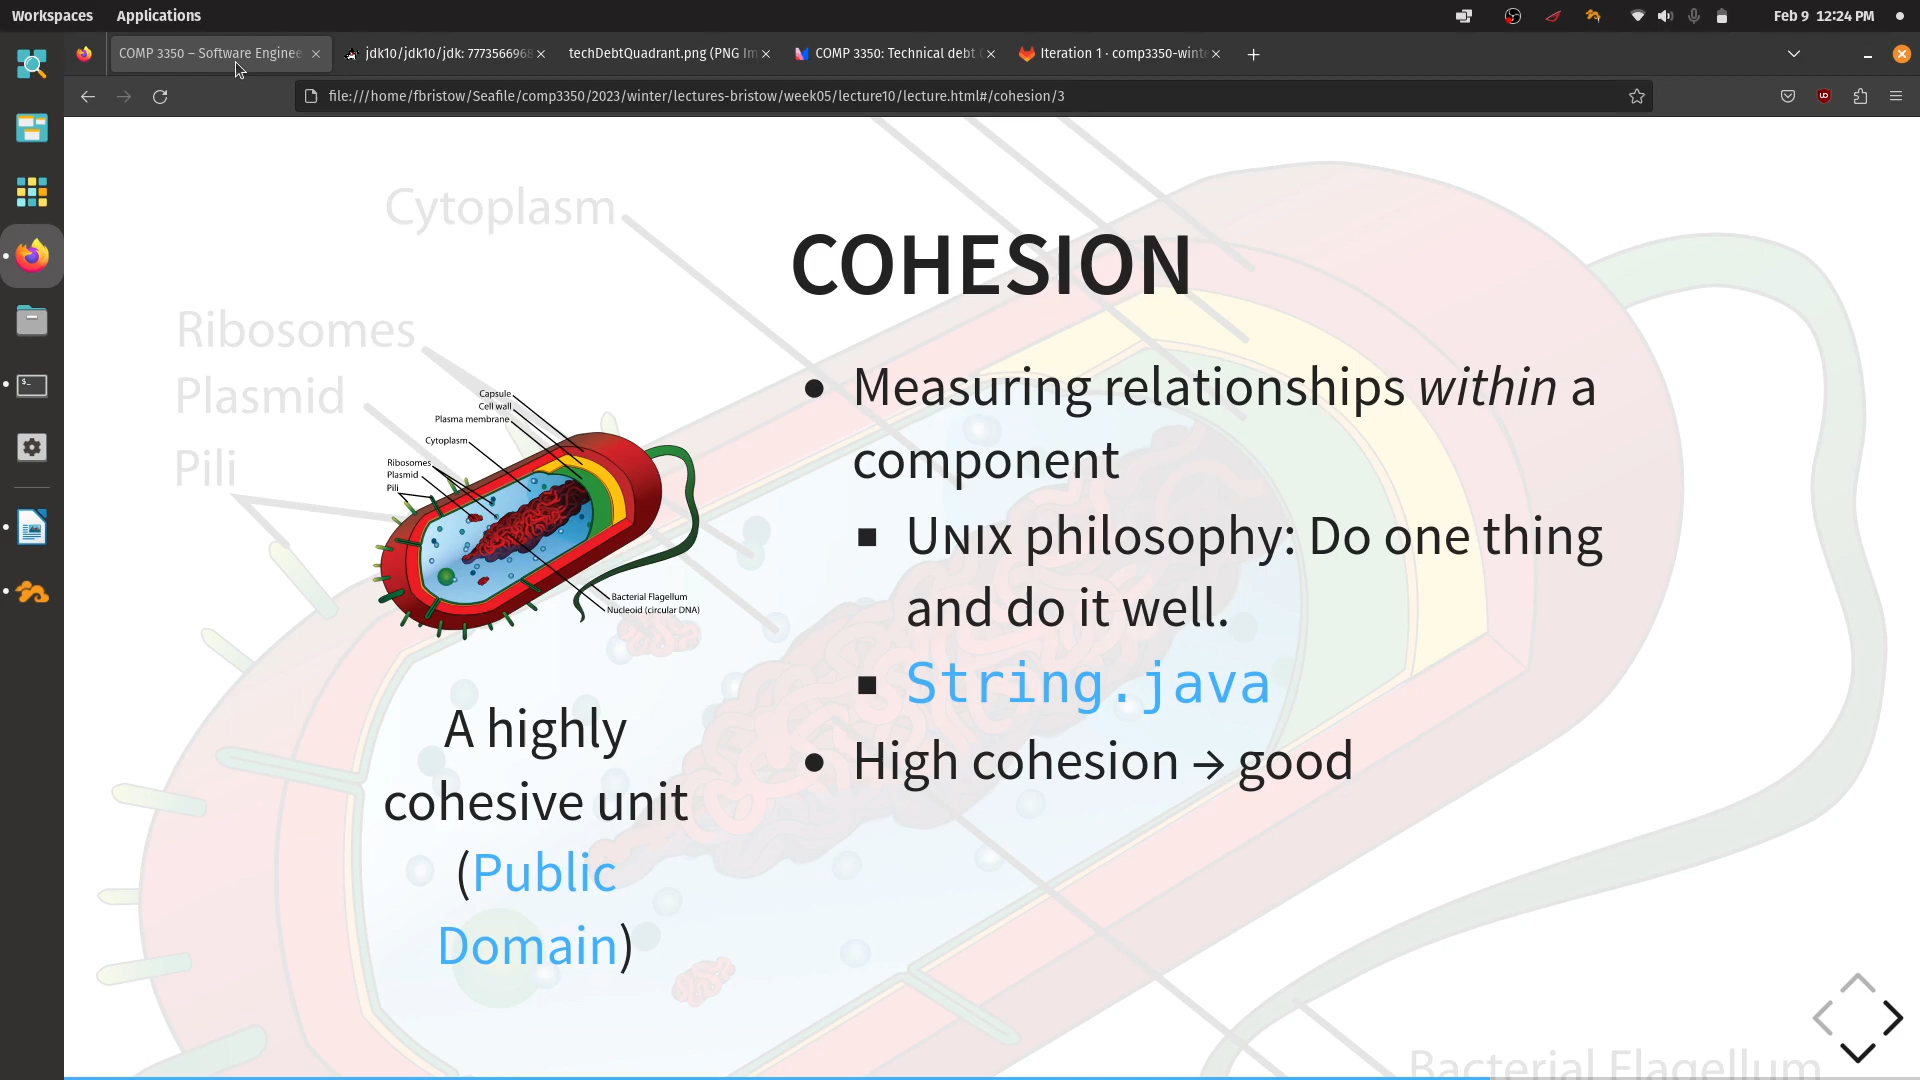 Workspaces Applications Feb 9 12:24 PM
COMP 3350 – Software Enginee jdk10/jdk10/jdk: 7773566968 techDebtQuadrant.png (PNG Im COMP 3350: Technical debt Iteration 1 · comp3350-winte
file:///home/fbristow/Seafile/comp3350/2023/winter/lectures-bristow/week05/lecture10/lecture.html#/cohesion/3
COHESION
Measuring relationships within a
component
UNIX philosophy: Do one thing
and do it well.
String.java
High cohesion → good
Capsule
Cell wall
Plasma membrane
Cytoplasm
Ribosomes
Plasmid
Pili
Bacterial Flagellum
Nucleoid (circular DNA)
A highly
cohesive unit
(Public
Domain)
Cytoplasm
Ribosomes
Plasmid
Pili
Bacterial Flagellum